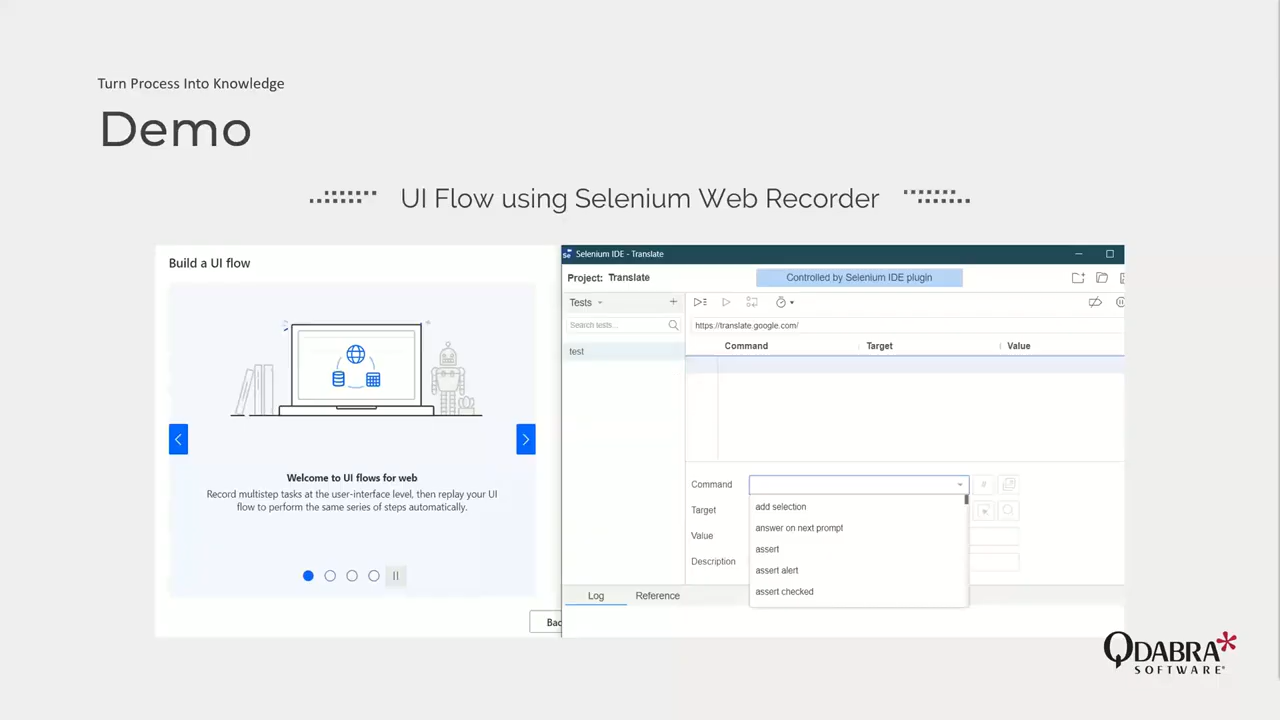 Turn Process Into Knowledge
Demo
UI Flow using Selenium Web Recorder
Build a UI flow
Welcome to UI flows for web
Record multistep tasks at the user-interface level, then replay your UI
flow to perform the same series of steps automatically.
Bac
Se
Selenium IDE - Translate
Project: Translate
Controlled by Selenium IDE plugin
Tests
Search tests...
test
https://translate.google.com/
Command Target Value
Command
Target
Value
Description
add selection
answer on next prompt
assert
assert alert
assert checked
Log Reference
QDABRA
SOFTWARE